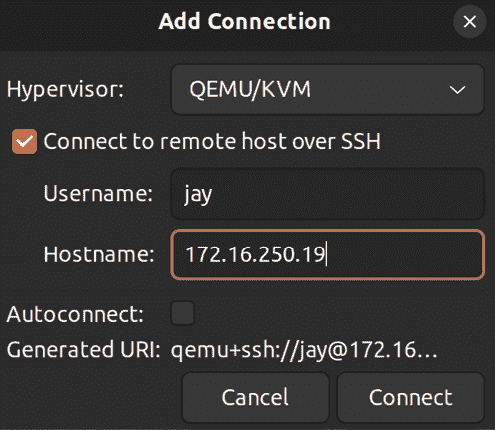 Add Connection
Hypervisor: QEMU/KVM
Connect to remote host over SSH
Username: jay
Hostname: 172.16.250.19
Autoconnect:
Generated URI: qemu+ssh://jay@172.16...
Cancel Connect